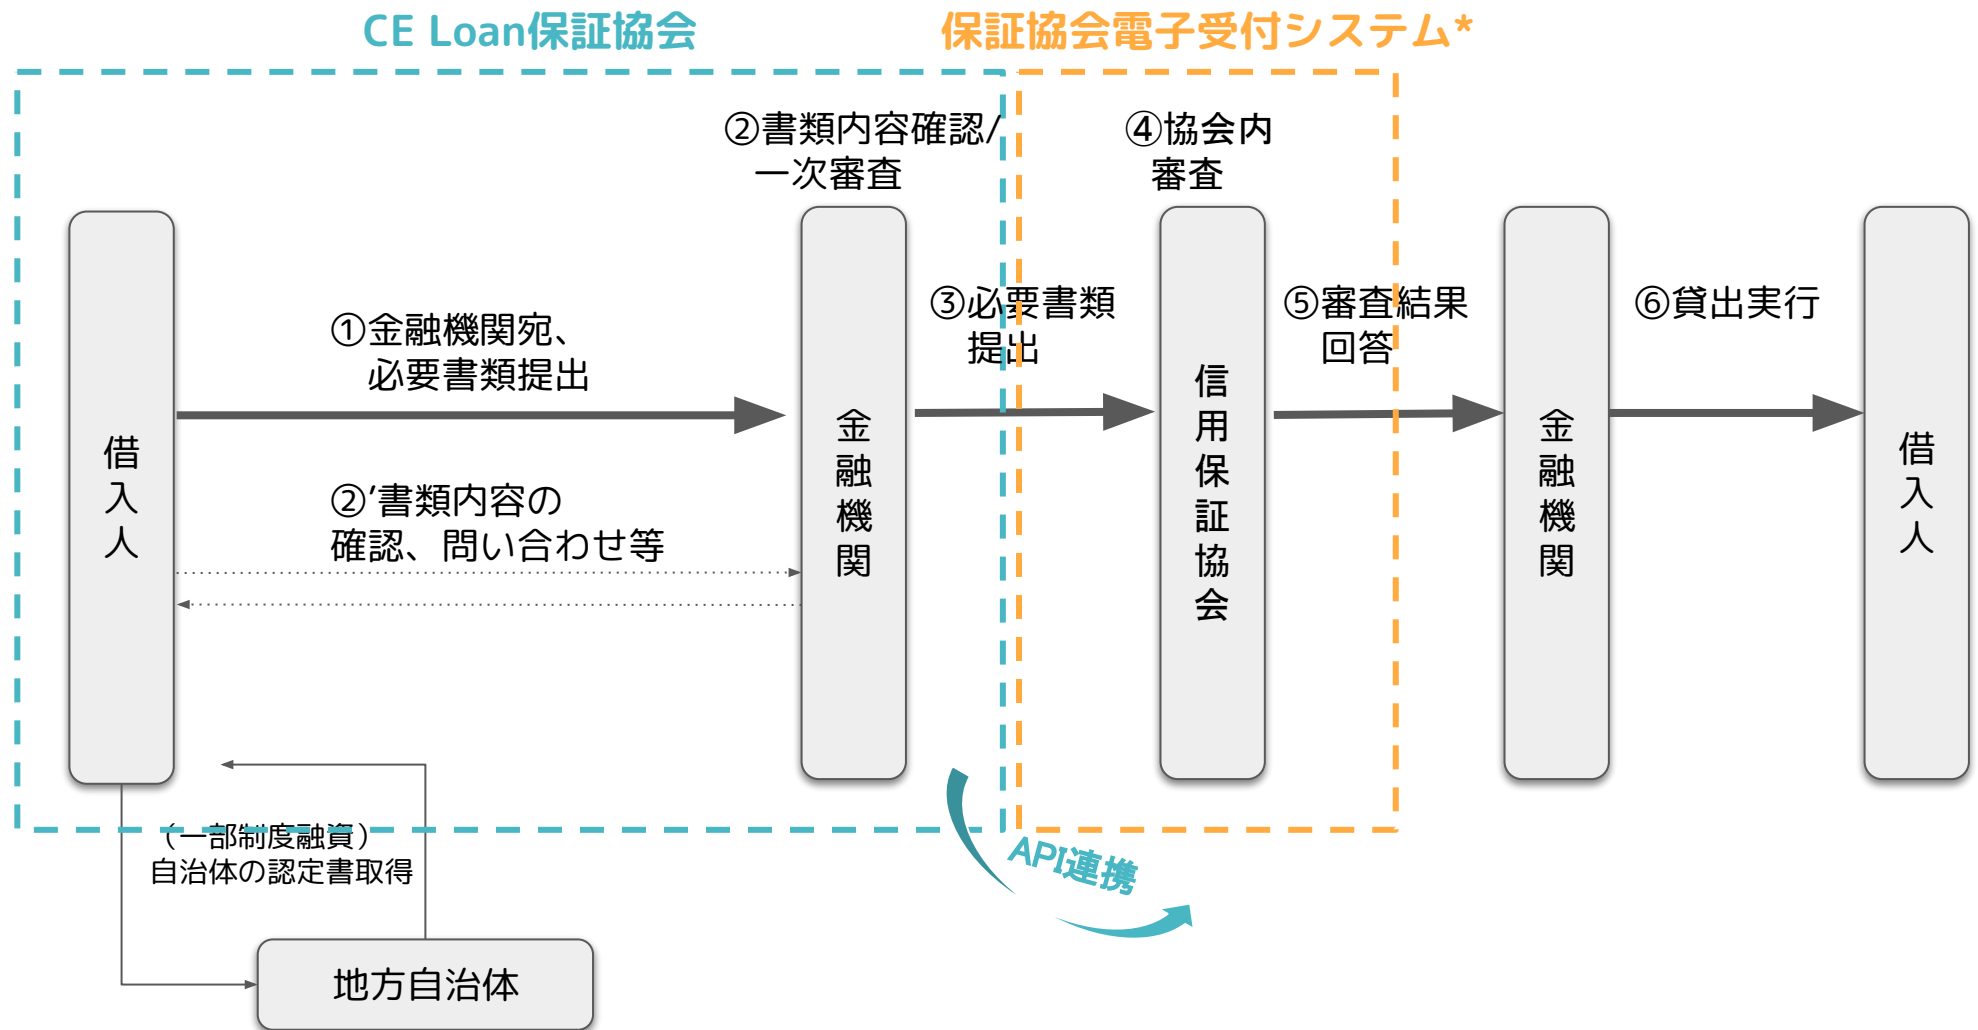 CE Loan保証協会
保証協会電子受付システム*
②書類内容確認/
一次審査
④協会内
審査
①金融機関宛、
必要書類提出
③必要書類
提出
⑤審査結果
回答
⑥貸出実行
②’書類内容の
確認、問い合わせ等
借入人
金融機関
信用保証協会
金融機関
借入人
（一部制度融資）
自治体の認定書取得
API連携
地方自治体